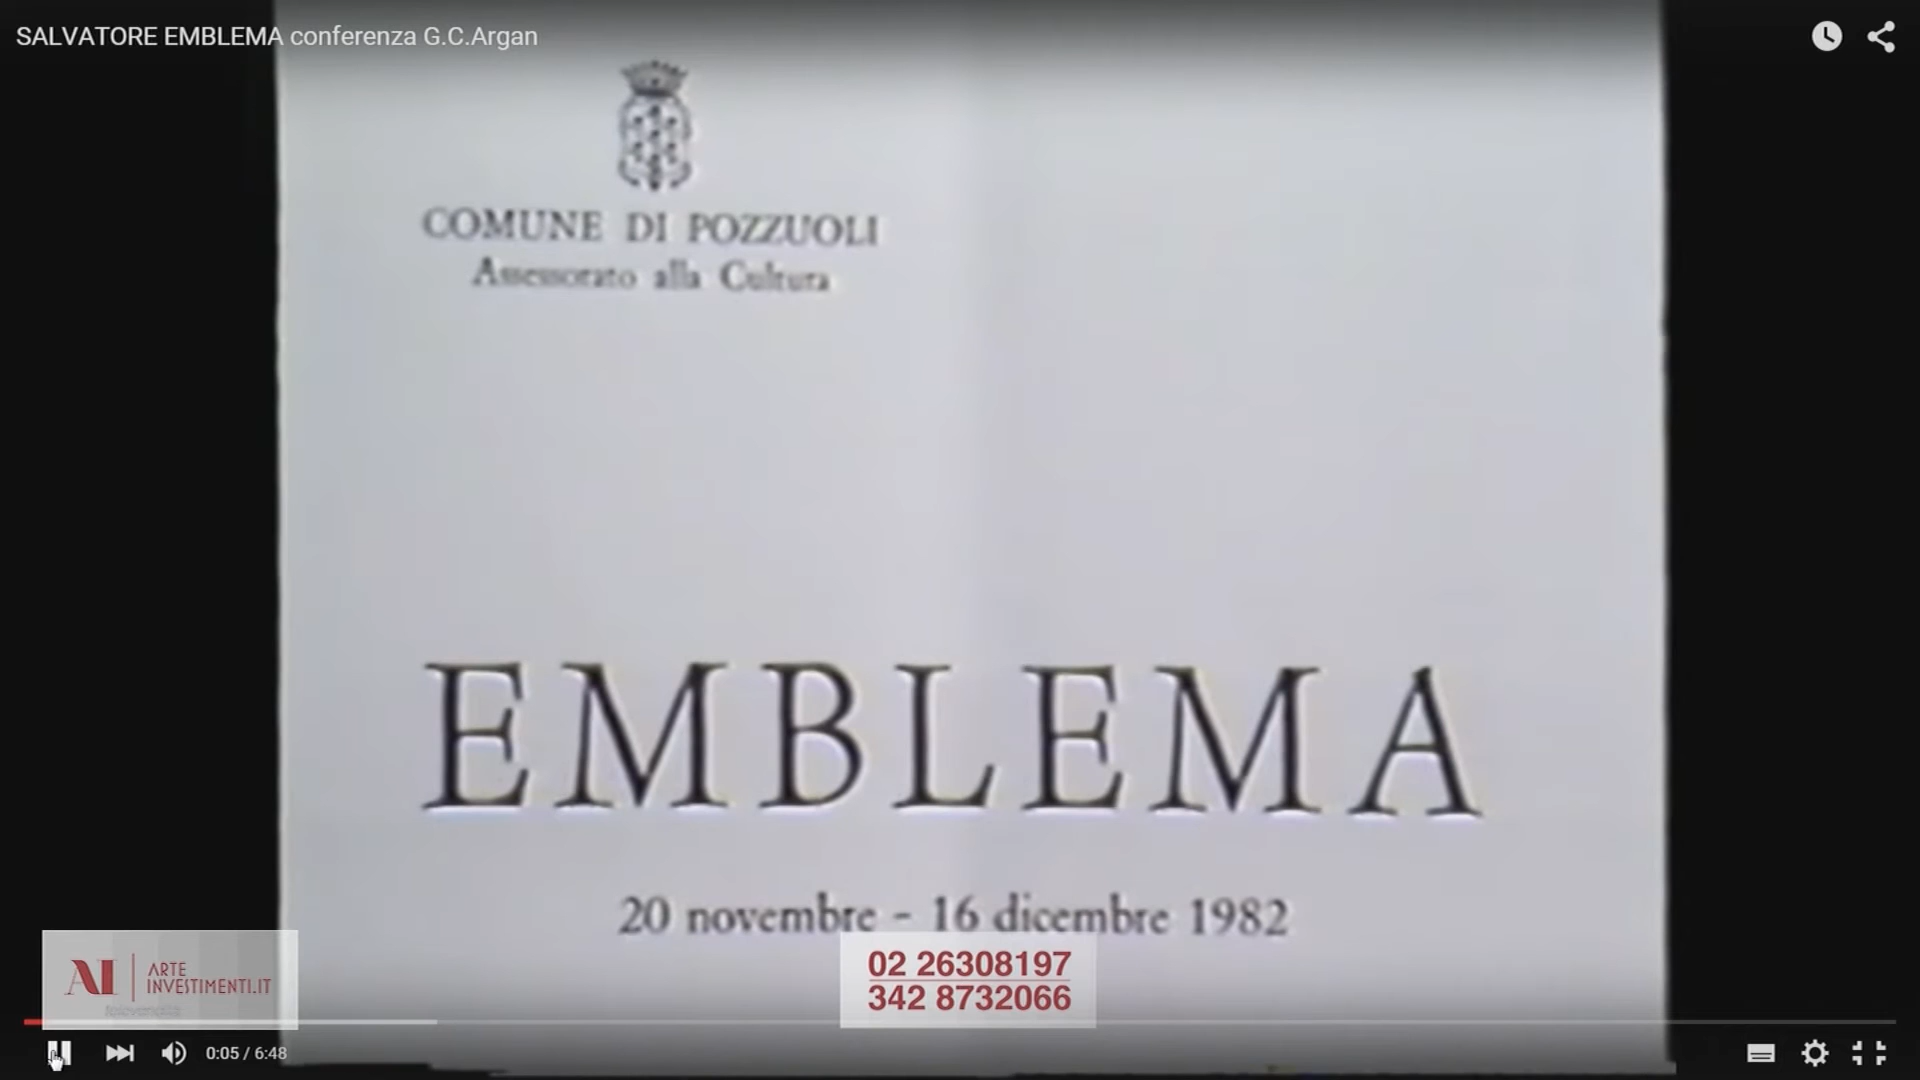 SALVATORE EMBLEMA conferenza G.C.Argan
COMUNE DI POZZUOLI
Assessorato alla Cultura
EMBLEMA
20 novembre - 16 dicembre 1982
02 26308197
342 8732066
AI ARTE
INVESTIMENTI.IT
0:05 / 6:48